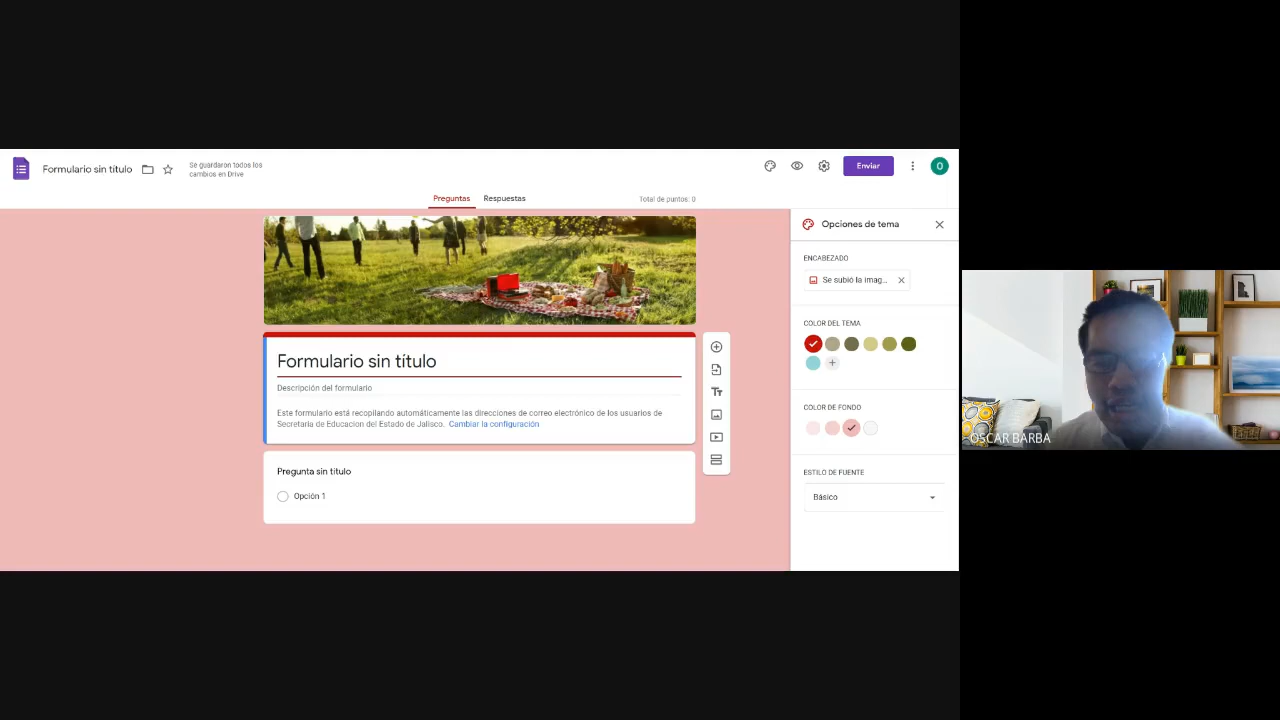 Formulario sin título
Se guardaron todos los
cambios en Drive
Enviar
O
Preguntas
Respuestas
Total de puntos: 0
Formulario sin título
Descripción del formulario
Este formulario está recopilando automáticamente las direcciones de correo electrónico de los usuarios de
Secretaria de Educacion del Estado de Jalisco. Cambiar la configuración
Pregunta sin título
Opción 1
Tт
Opciones de tema
ENCABEZADO
Se subió la imag...
COLOR DEL TEMA
COLOR DE FONDO
ESTILO DE FUENTE
Básico
OSCAR BARBA